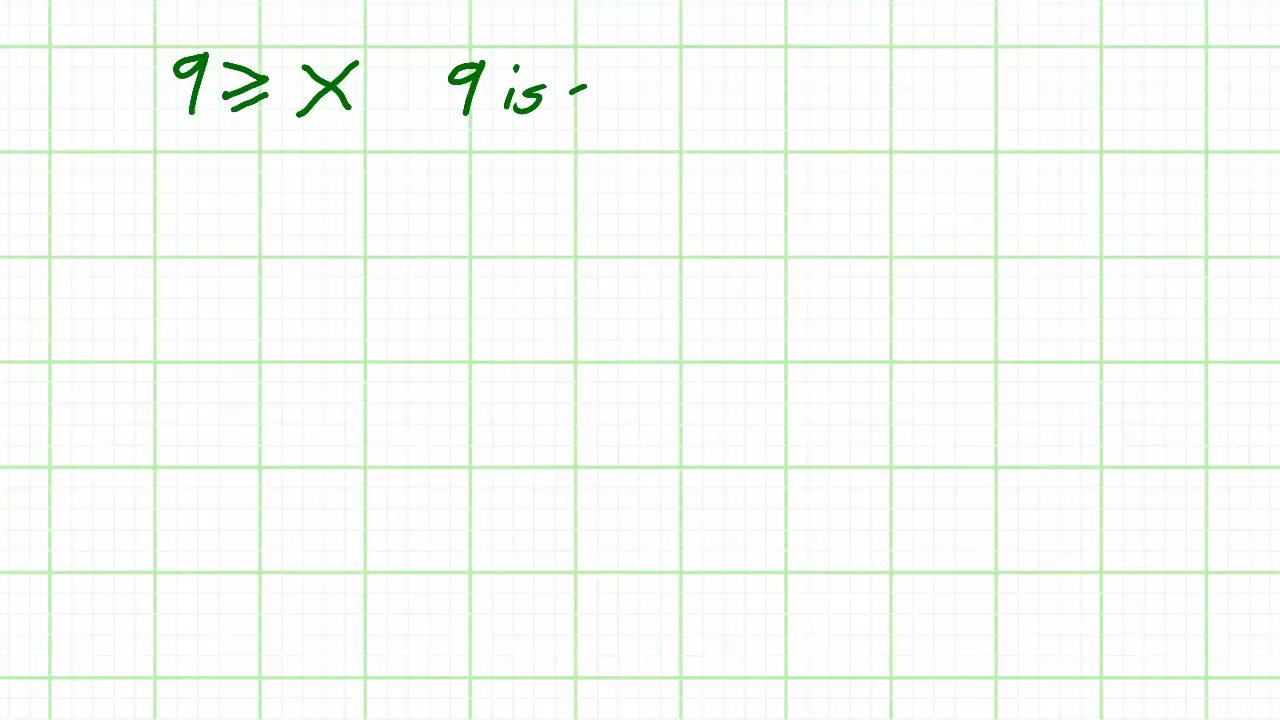 9 ≥ x 9 is -